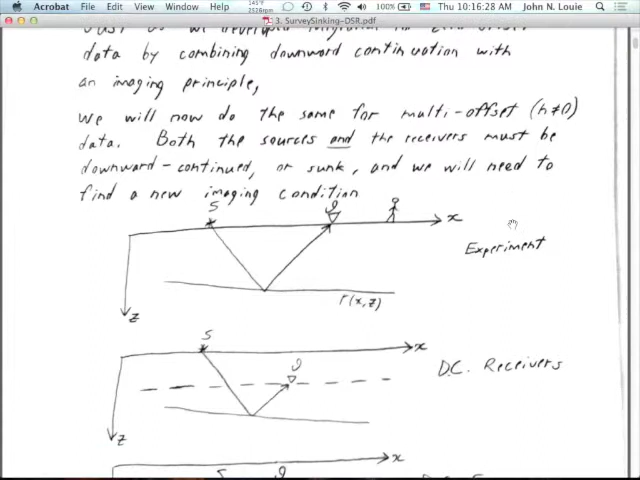 Acrobat File Edit View Window Help 145°F 2526rpm 100% Thu 10:16:28 AM John N. Louie
3. SurveySinking-DSR.pdf
data by combining downward continuation with
an imaging principle,
We will now do the same for multi-offset (h≠0)
data. Both the sources and the receivers must be
downward-continued, or sunk, and we will need to
find a new imaging condition
S g
x
Experiment
r(x,z)
z
S
x
g
D.C. Receivers
z
x
S g